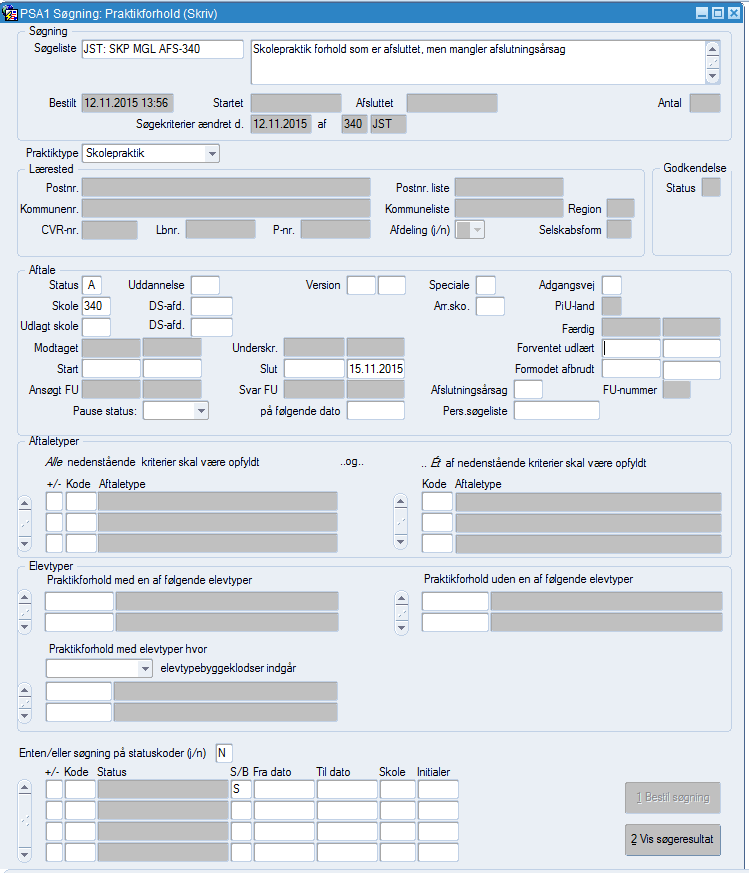 PSA1 Søgning: Praktikforhold (Skriv)
Søgning
Søgeliste JST: SKP MGL AFS-340 Skolepraktik forhold som er afsluttet, men mangler afslutningsårsag
Bestilt 12.11.2015 13:56 Startet Afsluttet Antal
Søgekriterier ændret d. 12.11.2015 af 340 JST
Praktiktype Skolepraktik
Lærested Godkendelse
Postnr. Postnr. liste Status
Kommunenr. Kommuneliste Region
CVR-nr. Lbnr. P-nr. Afdeling (j/n) Selskabsform
Aftale
Status A Uddannelse Version Speciale Adgangsvej
Skole 340 DS-afd. Arr.sko. PiU-land
Udlagt skole DS-afd. Færdig
Modtaget Underskr. Forventet udlært
Start Slut 15.11.2015 Formodet afbrudt
Ansøgt FU Svar FU Afslutningsårsag FU-nummer
Pause status: på følgende dato Pers.søgeliste
Aftaletyper
Alle nedenstående kriterier skal være opfyldt ..og.. .. Ét af nedenstående kriterier skal være opfyldt
+/- Kode Aftaletype Kode Aftaletype
Elevtyper
Praktikforhold med en af følgende elevtyper Praktikforhold uden en af følgende elevtyper
Praktikforhold med elevtyper hvor
elevtypebyggeklodser indgår
Enten/eller søgning på statuskoder (j/n) N
+/- Kode Status S/B Fra dato Til dato Skole Initialer
S
1 Bestil søgning
2 Vis søgeresultat